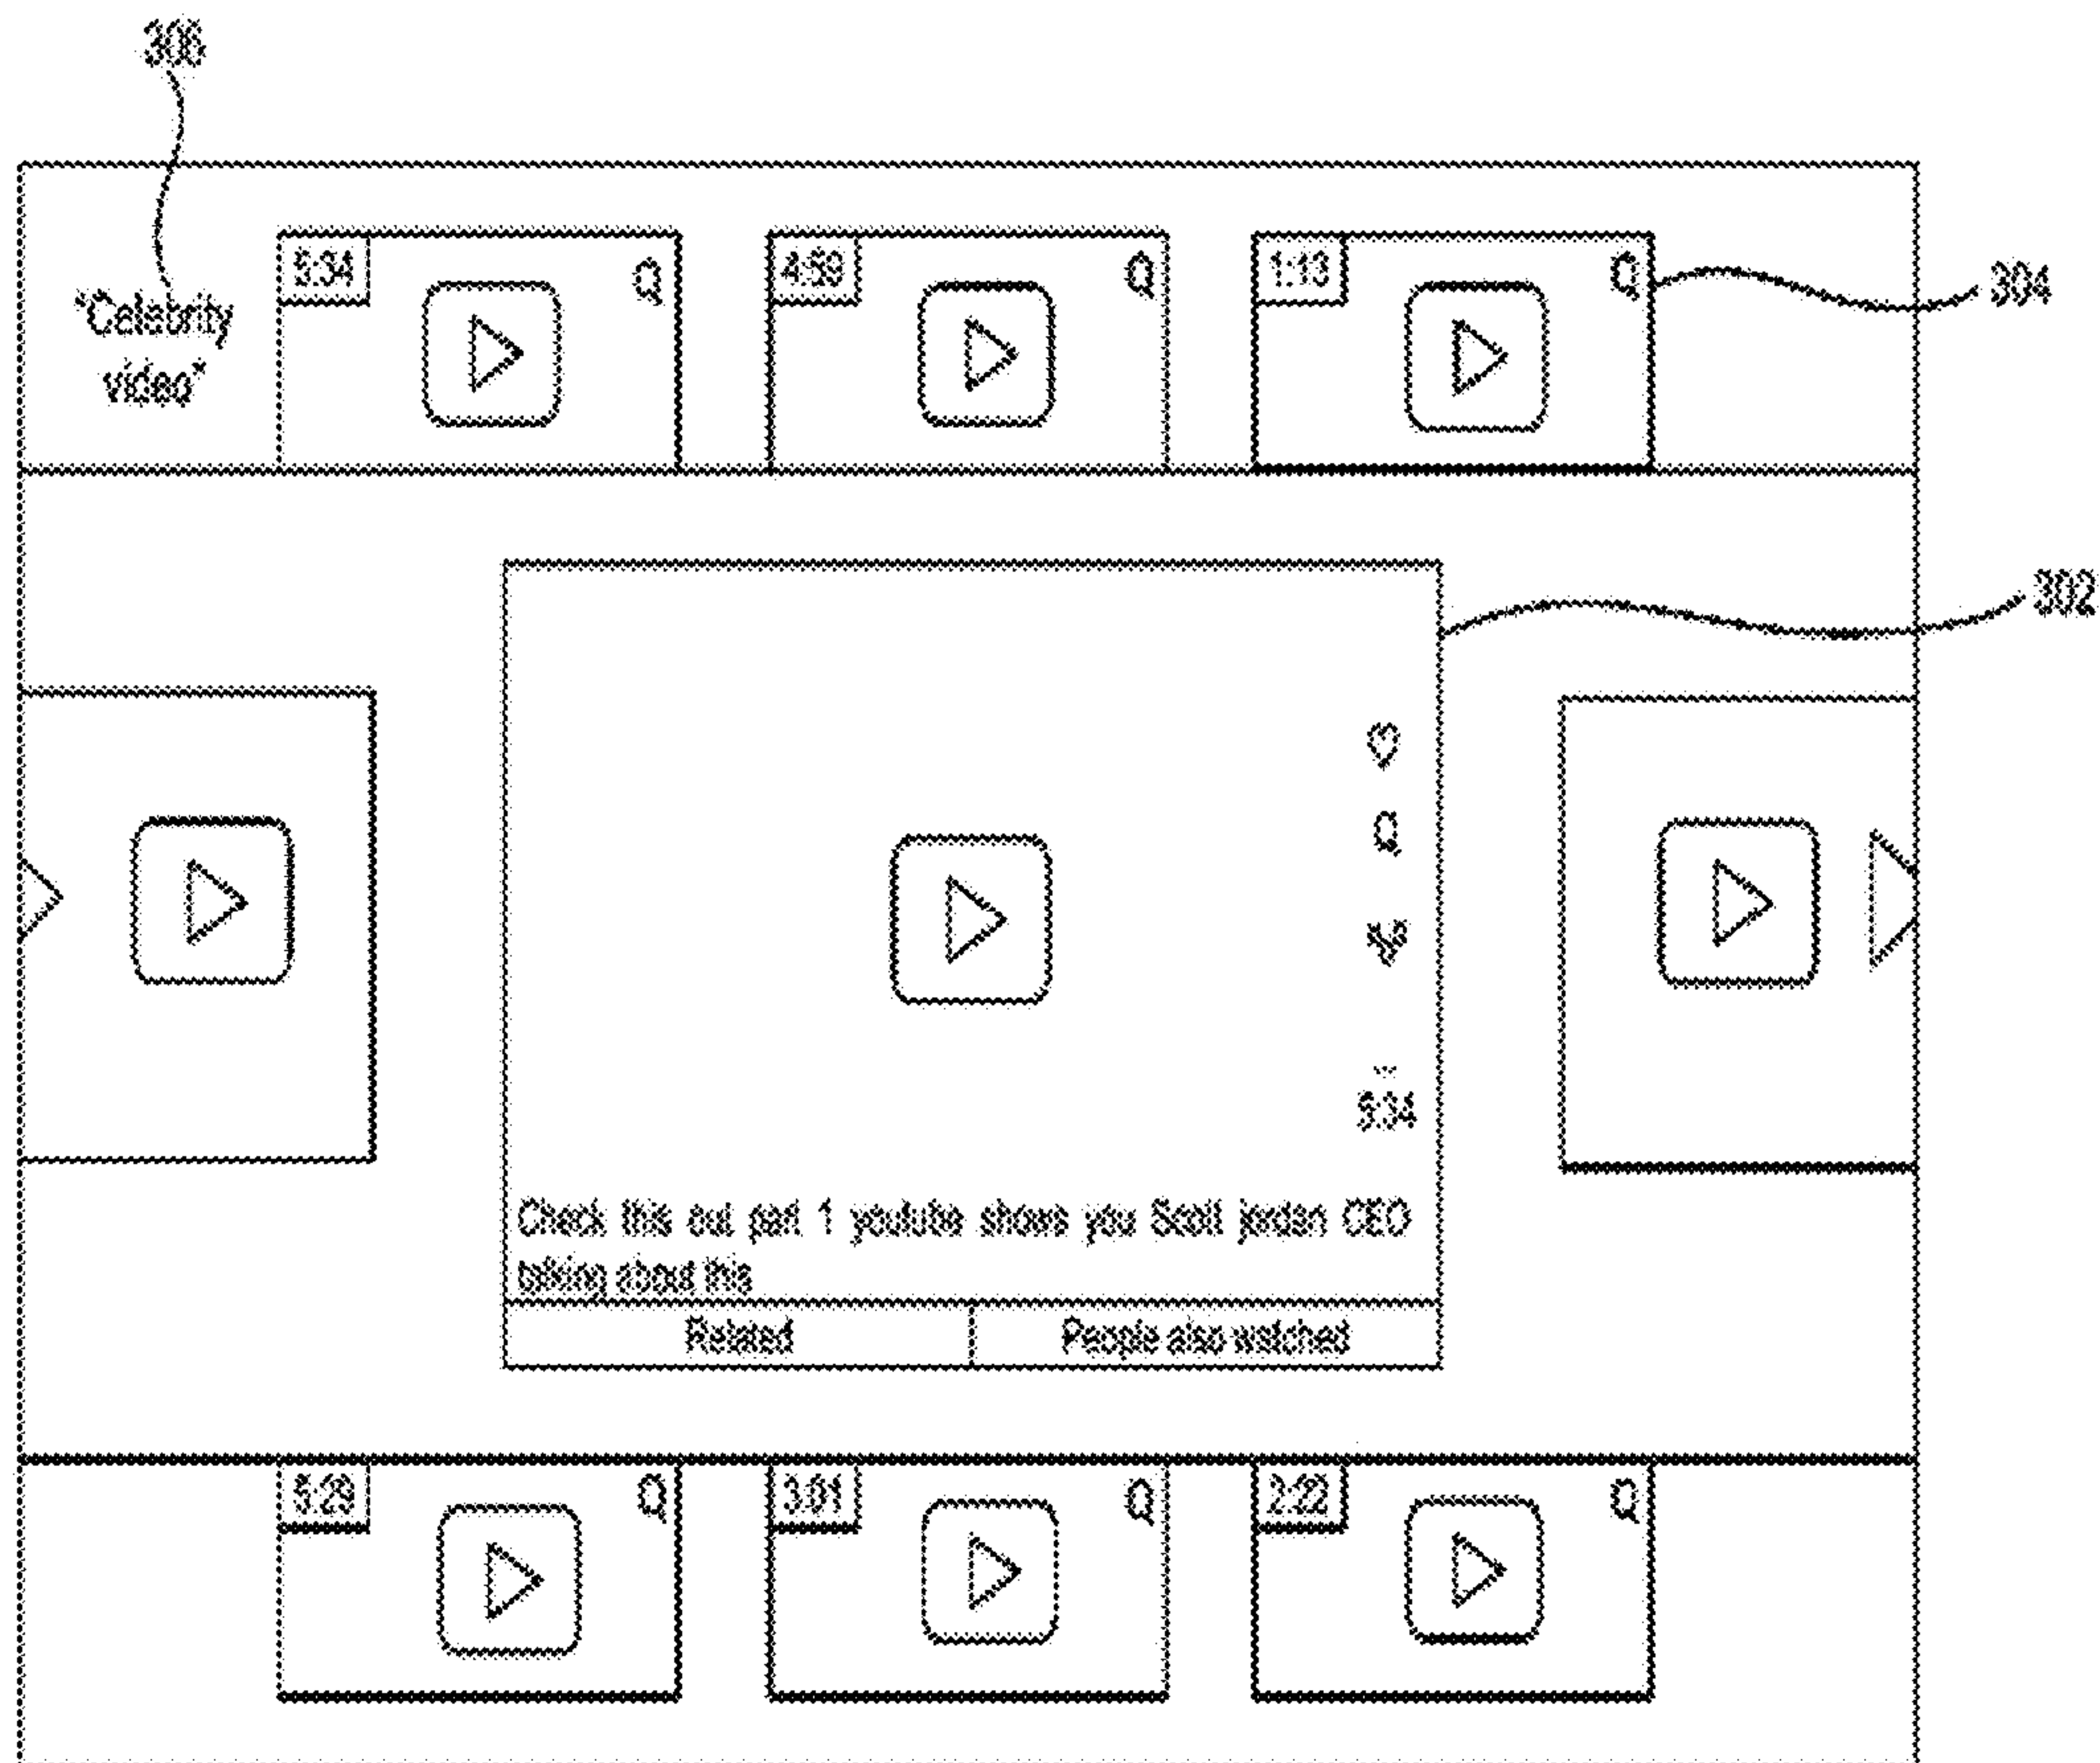 306
5:34 Q 4:59 Q 1:13 Q 304
"Celebrity
video"
302
Q
5:34
Check this out part 1 youtube shows you Scott jordan CEO
talking about this
Related People also watched
5:29 Q 3:01 Q 2:22 Q